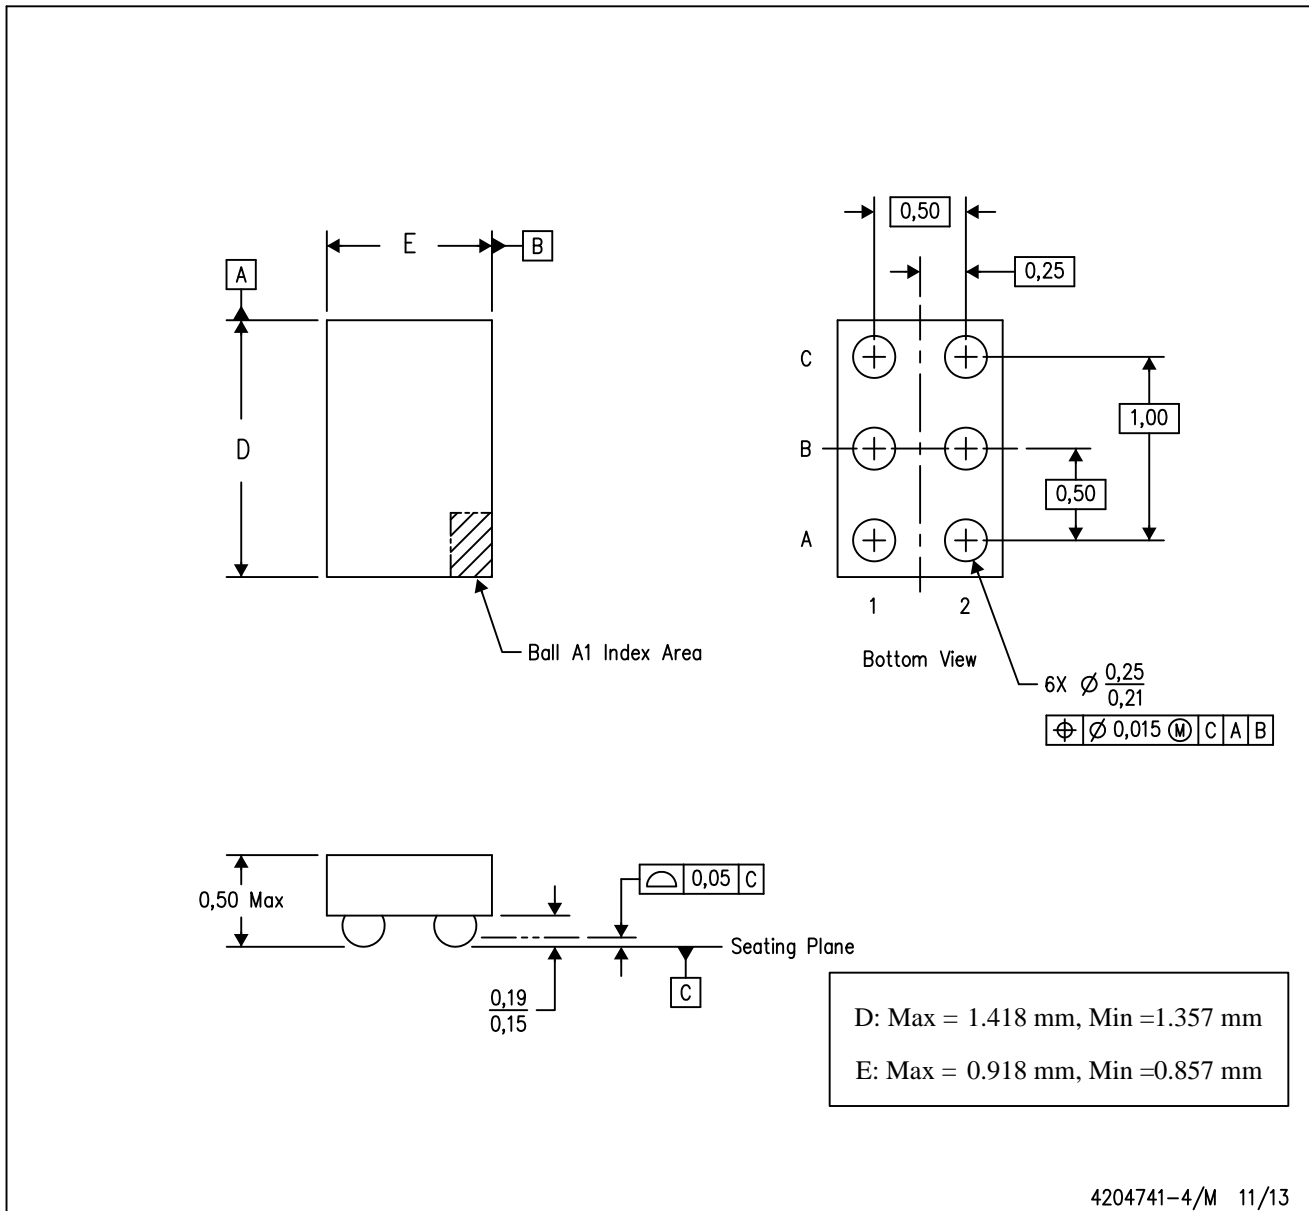 0,50
E
B
0,25
A
C
1,00
D
B
0,50
A
1 2
Ball A1 Index Area
Bottom View
6X Ø 0,25
0,21
⌖ Ø 0,015 Ⓜ C A B
0,50 Max
⌓ 0,05 C
Seating Plane
C
0,19
0,15
D: Max = 1.418 mm, Min =1.357 mm
E: Max = 0.918 mm, Min =0.857 mm
4204741-4/M 11/13